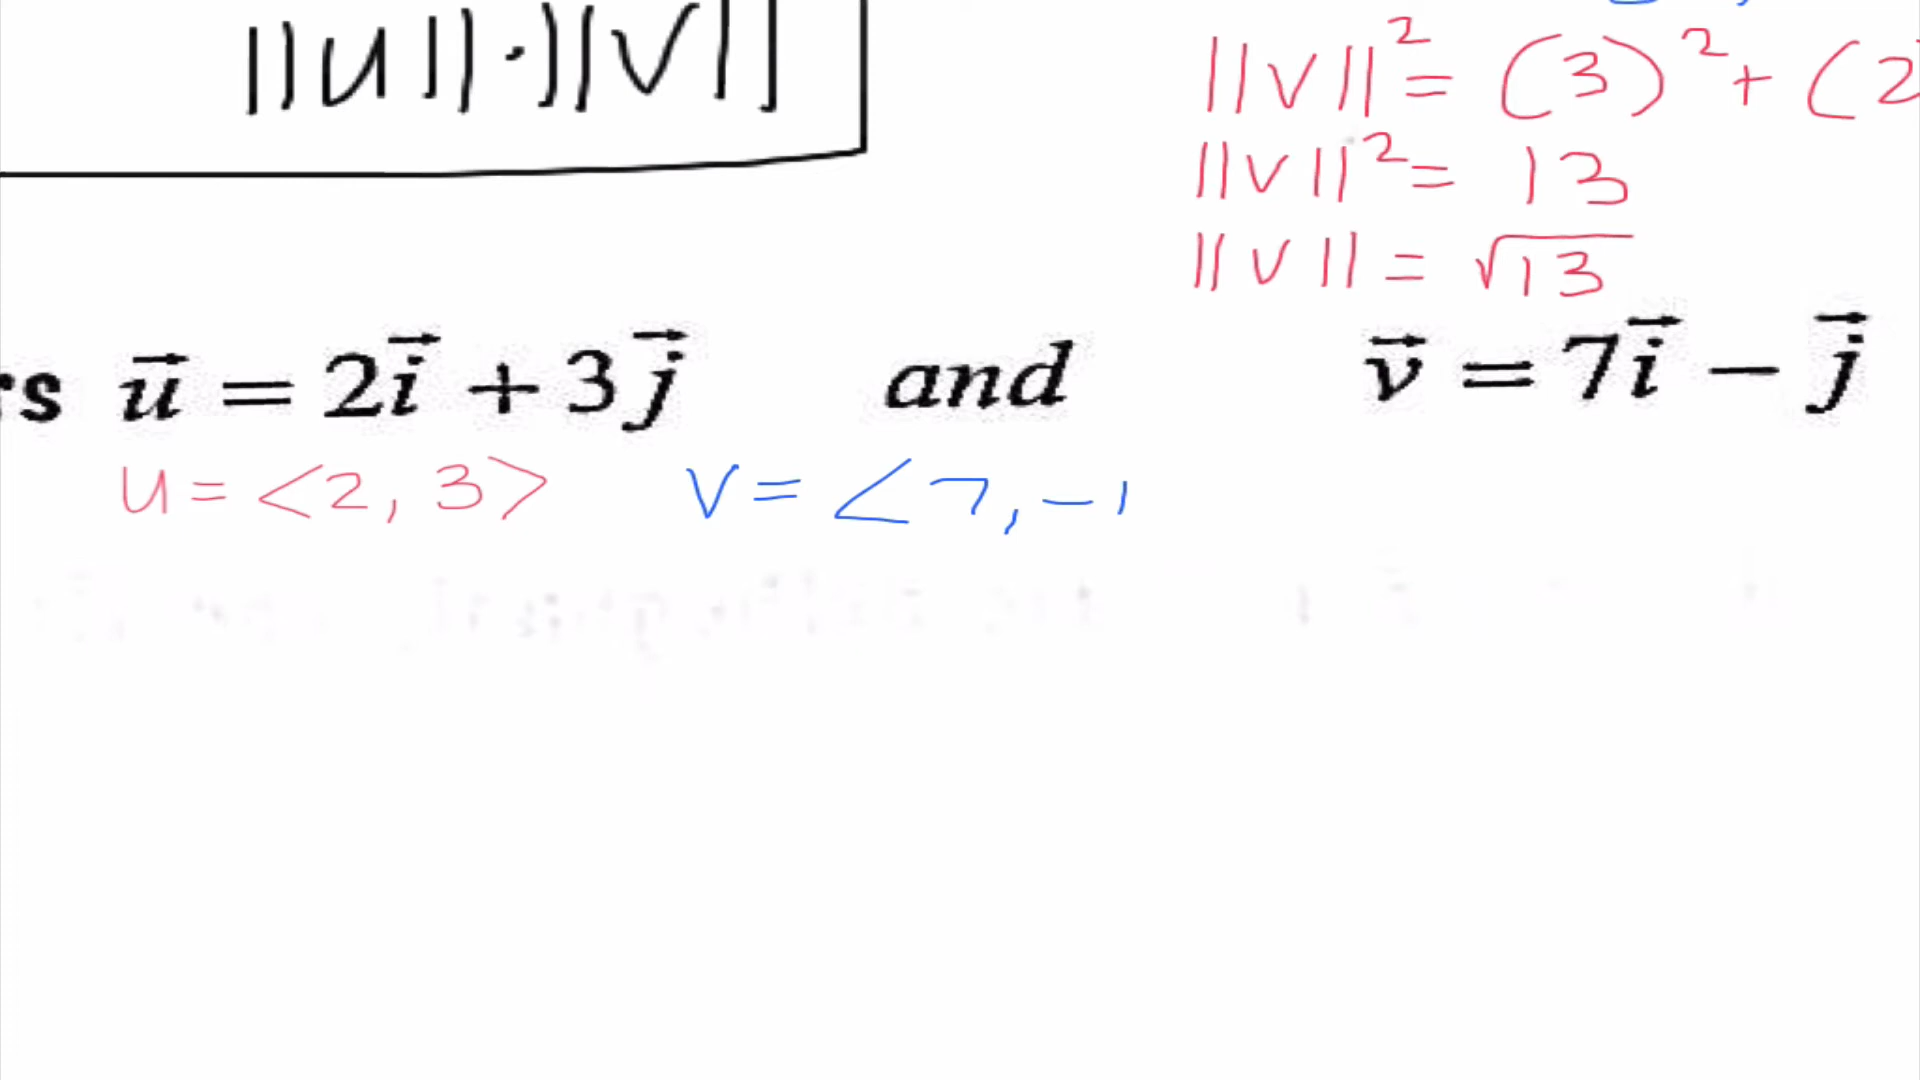 ||u||·||v||
||v||² = (3)² + (2
||v||² = 13
||v|| = √13
rs u⃗ = 2i⃗ + 3j⃗ and v⃗ = 7i⃗ − j⃗
u = <2, 3> v = <7, -1